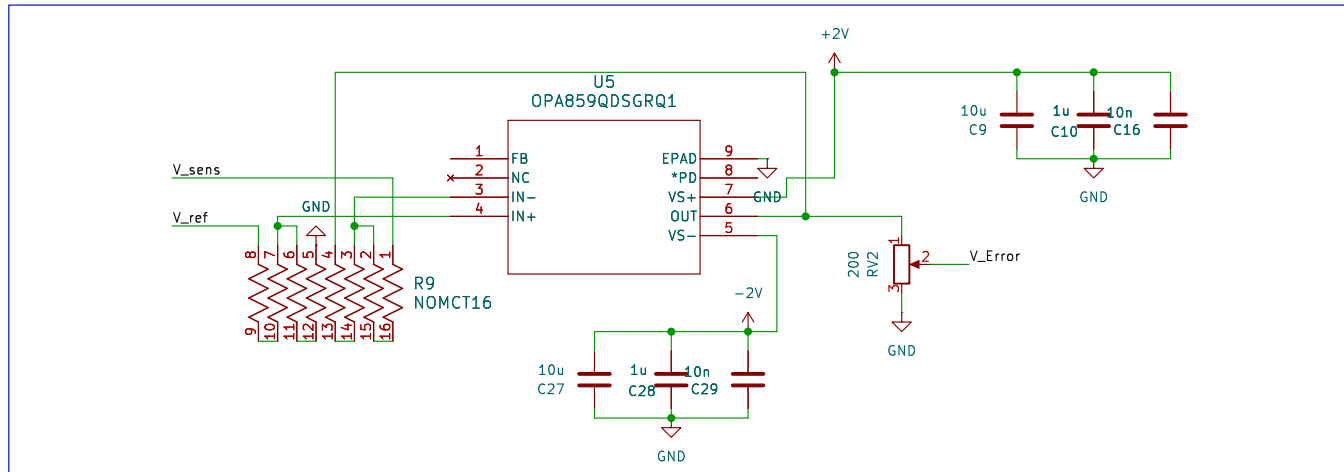 +2V
U5
OPA859QDSGRQ1
10u
C9
1u
C10
10n
C16
1
FB
2
NC
3
IN-
4
IN+
EPAD
9
*PD
8
VS+
7
OUT
6
VS-
5
GND
GND
V_sens
GND
V_ref
8
7
6
5
4
3
2
1
R9
NOMCT16
9
10
11
12
13
14
15
16
200
RV2
1
2
3
V_Error
GND
-2V
10u
C27
1u
C28
10n
C29
GND